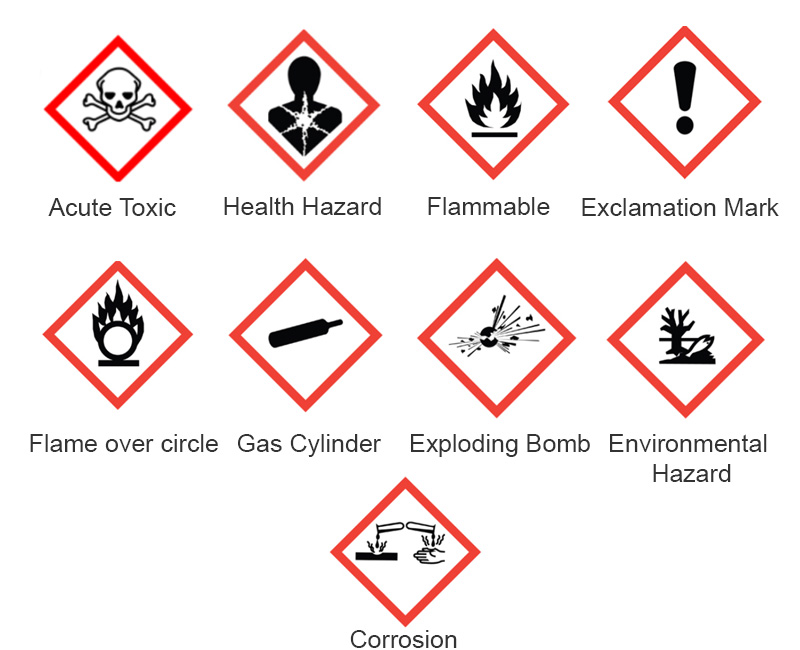 Acute Toxic
Health Hazard
Flammable
Exclamation Mark
Flame over circle
Gas Cylinder
Exploding Bomb
Environmental
Hazard
Corrosion